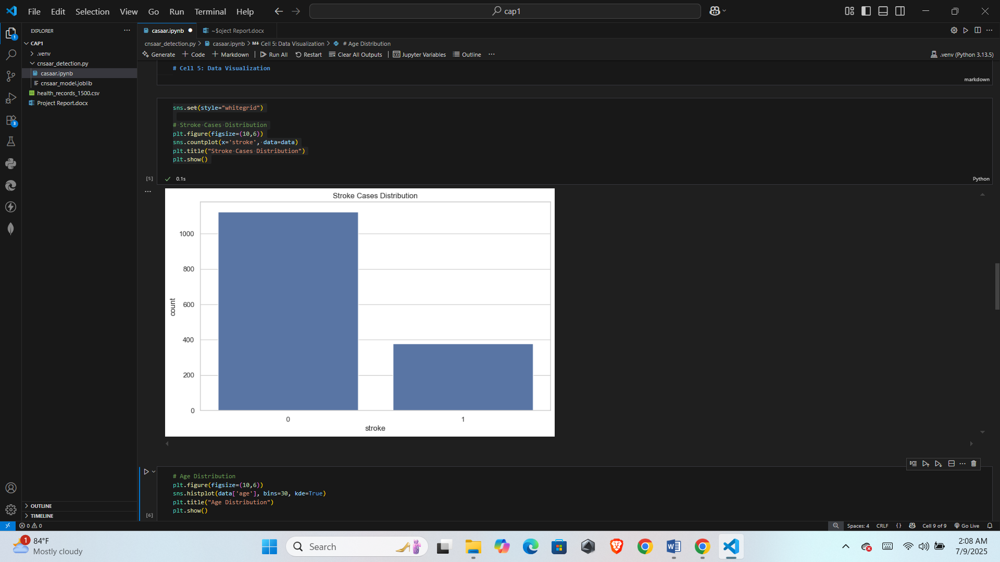 File Edit Selection View Go Run Terminal Help
cap1
EXPLORER
CAP1
.venv
cnsaar_detection.py
casaar.ipynb
cnsaar_model.joblib
health_records_1500.csv
Project Report.docx
OUTLINE
TIMELINE
casaar.ipynb
~$oject Report.docx
cnsaar_detection.py > casaar.ipynb > M↓ Cell 5: Data Visualization > # Age Distribution
Generate + Code + Markdown | Run All Restart Clear All Outputs | Jupyter Variables Outline ...
.venv (Python 3.13.5)
# Cell 5: Data Visualization
markdown
sns.set(style="whitegrid")
# Stroke Cases Distribution
plt.figure(figsize=(10,6))
sns.countplot(x='stroke', data=data)
plt.title("Stroke Cases Distribution")
plt.show()
[5] 0.1s
Python
Stroke Cases Distribution
1000
800
600
400
200
0
count
0 1
stroke
# Age Distribution
plt.figure(figsize=(10,6))
sns.histplot(data['age'], bins=30, kde=True)
plt.title("Age Distribution")
plt.show()
[6]
0 0
Spaces: 4 CRLF {} Cell 9 of 9 Go Live
1
84°F
Mostly cloudy
Search
2:08 AM
7/9/2025